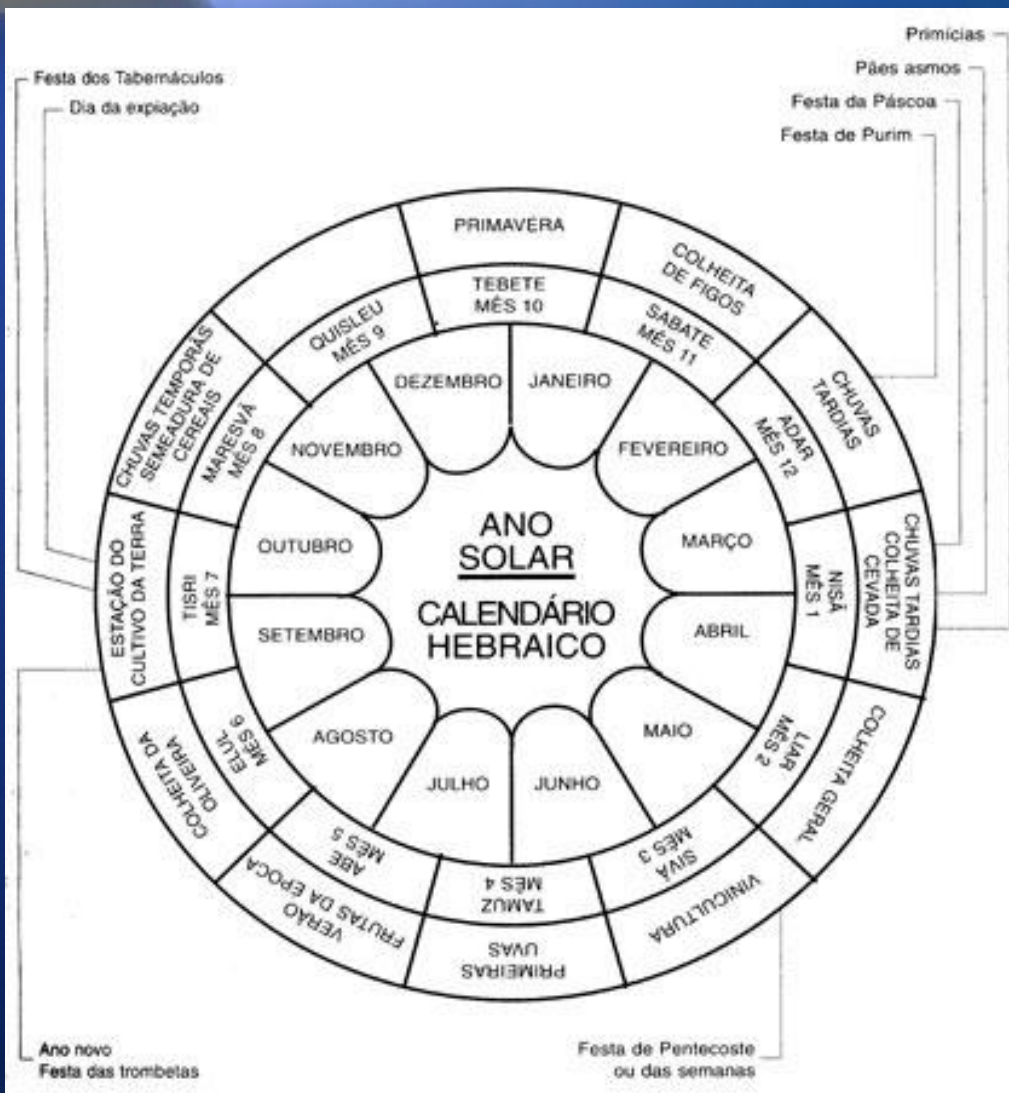 Primícias
Pães asmos
Festa da Páscoa
Festa de Purim
Festa dos Tabernáculos
Dia da expiação
PRIMAVERA
COLHEITA
DE FIGOS
CHUVAS
TARDIAS
CHUVAS TARDIAS
COLHEITA DE
CEVADA
COLHEITA GERAL
VINICULTURA
PRIMEIRAS
UVAS
VERÃO
FRUTAS DA ÉPOCA
COLHEITA DA
OLIVEIRA
ESTAÇÃO DO
CULTIVO DA TERRA
CHUVAS TEMPORÃS
SEMEADURA DE
CEREAIS
TEBETE
MÊS 10
SABATE
MÊS 11
ADAR
MÊS 12
NISÃ
MÊS 1
LIAR
MÊS 2
SIVÃ
MÊS 3
TAMUZ
MÊS 4
ABE
MÊS 5
ELUL
MÊS 6
TISRI
MÊS 7
MARESVÃ
MÊS 8
QUISLEU
MÊS 9
JANEIRO
FEVEREIRO
MARÇO
ABRIL
MAIO
JUNHO
JULHO
AGOSTO
SETEMBRO
OUTUBRO
NOVEMBRO
DEZEMBRO
ANO
SOLAR
CALENDÁRIO
HEBRAICO
Ano novo
Festa das trombetas
Festa de Pentecoste
ou das semanas